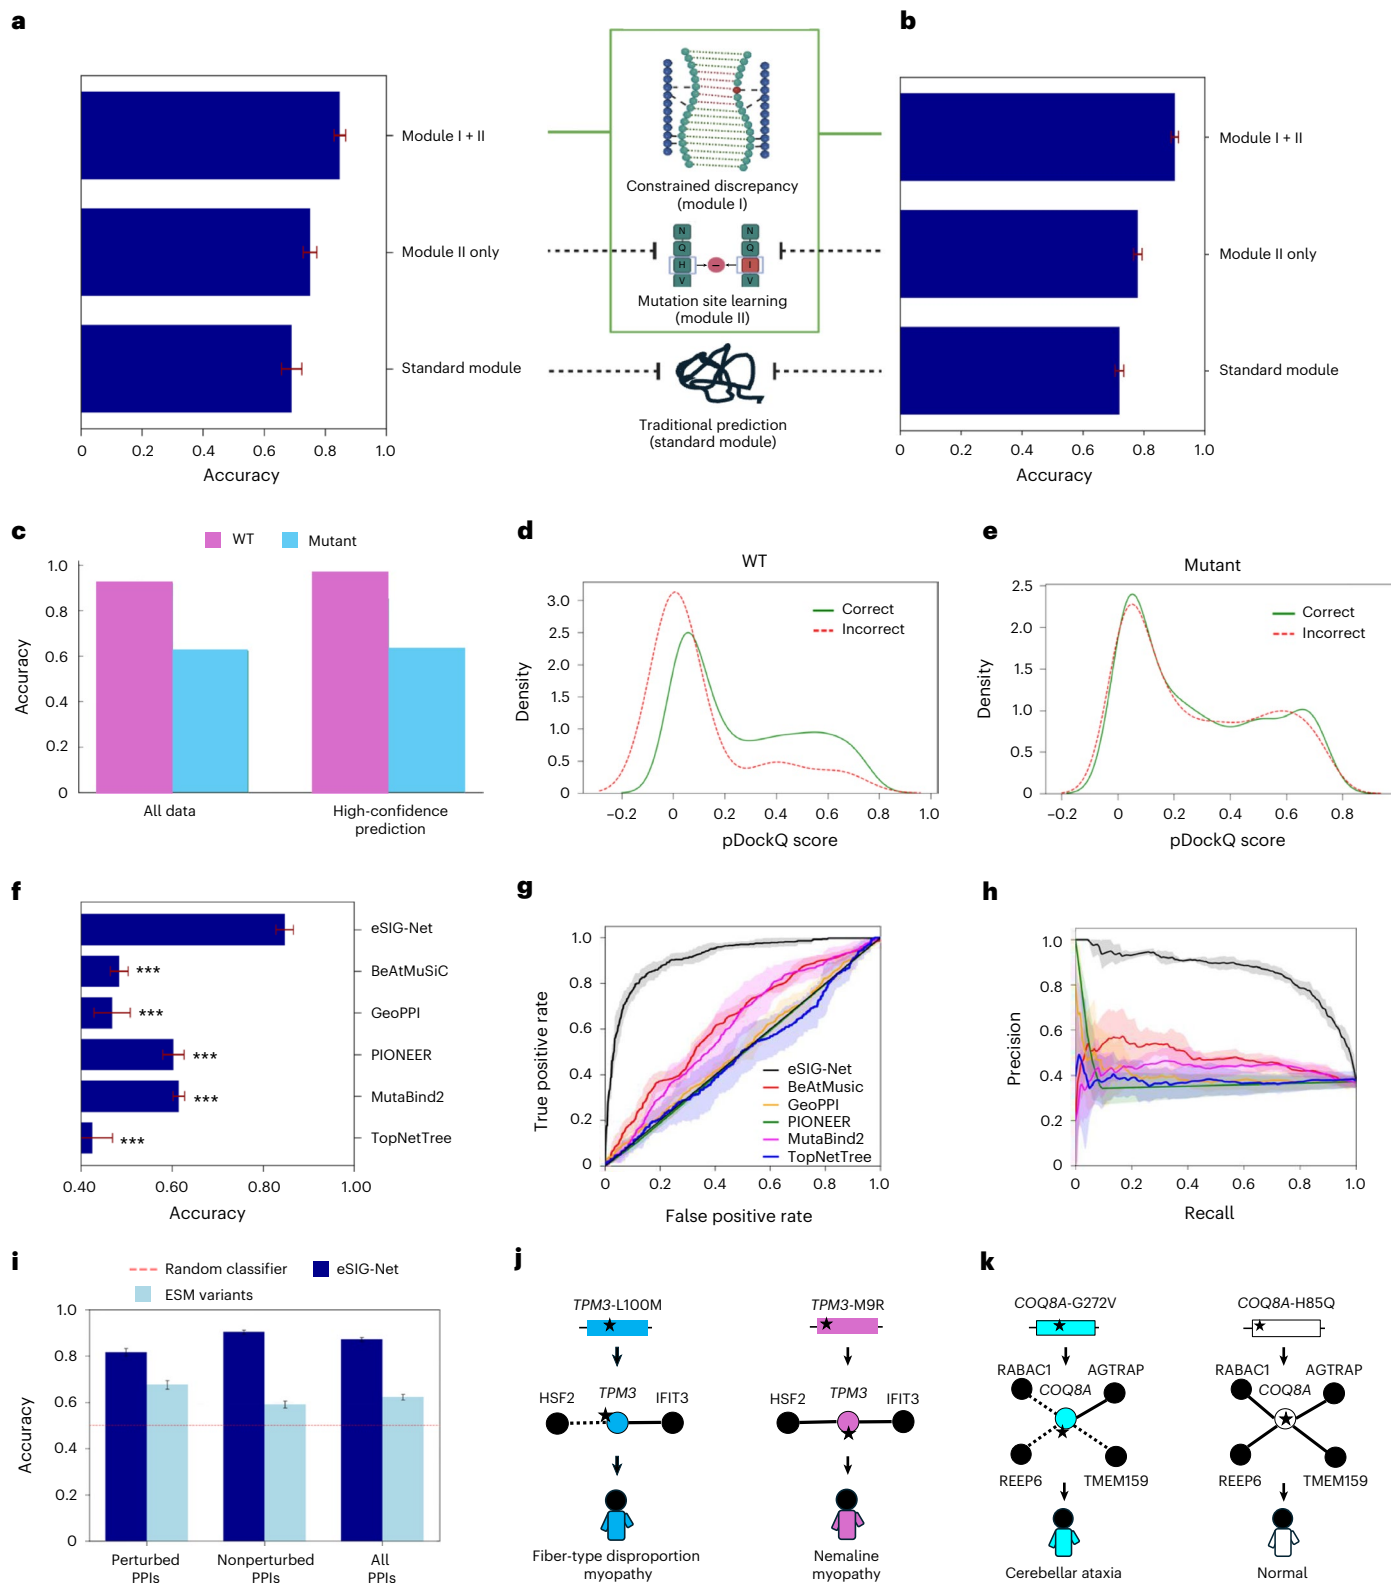 a
b
Module I + II
Module II only
Standard module
0 0.2 0.4 0.6 0.8 1.0
Accuracy
Constrained discrepancy
(module I)
N N
Q Q
H – I
V V
Mutation site learning
(module II)
Traditional prediction
(standard module)
Module I + II
Module II only
Standard module
0 0.2 0.4 0.6 0.8 1.0
Accuracy
c
WT Mutant
1.0
0.8
0.6
0.4
0.2
0
Accuracy
All data
High-confidence
prediction
d
WT
Correct
Incorrect
3.0
2.5
2.0
1.5
1.0
0.5
0
Density
−0.2 0 0.2 0.4 0.6 0.8 1.0
pDockQ score
e
Mutant
Correct
Incorrect
2.5
2.0
1.5
1.0
0.5
0
Density
−0.2 0 0.2 0.4 0.6 0.8
pDockQ score
f
eSIG-Net
*** BeAtMuSiC
*** GeoPPI
*** PIONEER
*** MutaBind2
*** TopNetTree
0.40 0.60 0.80 1.00
Accuracy
g
1.0
0.8
0.6
0.4
0.2
0
True positive rate
eSIG-Net
BeAtMusic
GeoPPI
PIONEER
MutaBind2
TopNetTree
0 0.2 0.4 0.6 0.8 1.0
False positive rate
h
1.0
0.8
0.6
0.4
0.2
0
Precision
0 0.2 0.4 0.6 0.8 1.0
Recall
i
Random classifier eSIG-Net
ESM variants
1.0
0.8
0.6
0.4
0.2
0
Accuracy
Perturbed
PPIs
Nonperturbed
PPIs
All
PPIs
j
TPM3-L100M
HSF2 TPM3 IFIT3
Fiber-type disproportion
myopathy
TPM3-M9R
HSF2 TPM3 IFIT3
Nemaline
myopathy
k
COQ8A-G272V
RABAC1 AGTRAP
COQ8A
REEP6 TMEM159
Cerebellar ataxia
COQ8A-H85Q
RABAC1 AGTRAP
COQ8A
REEP6 TMEM159
Normal